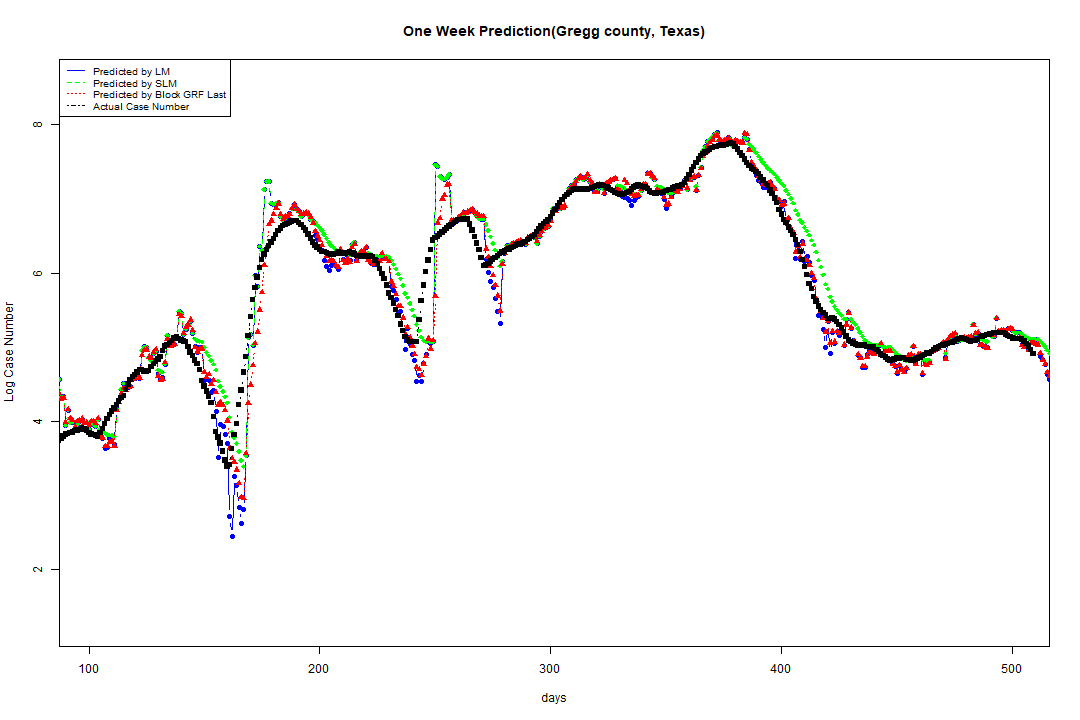 One Week Prediction(Gregg county, Texas)
Predicted by LM
Predicted by SLM
Predicted by Block GRF Last
Actual Case Number
8
6
4
2
Log Case Number
100 200 300 400 500
days